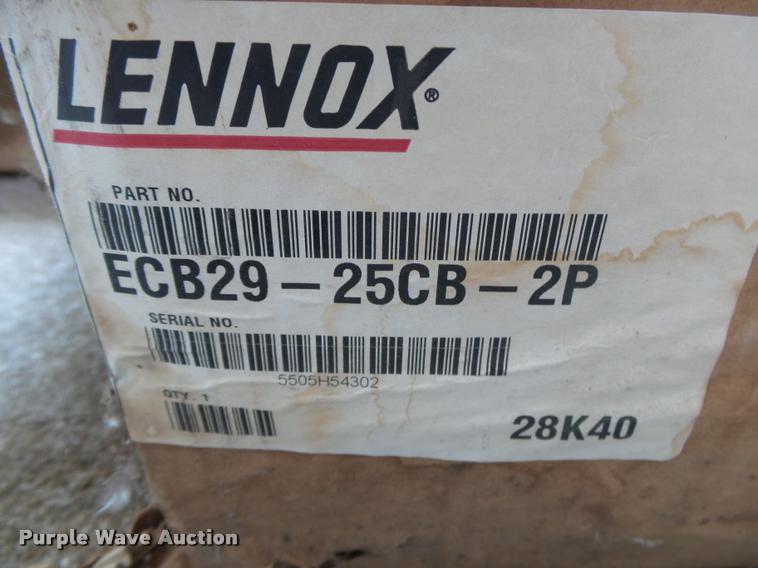 LENNOX®
PART NO.
ECB29-25CB-2P
SERIAL NO.
5505H54302
QTY. 1
28K40
Purple Wave Auction